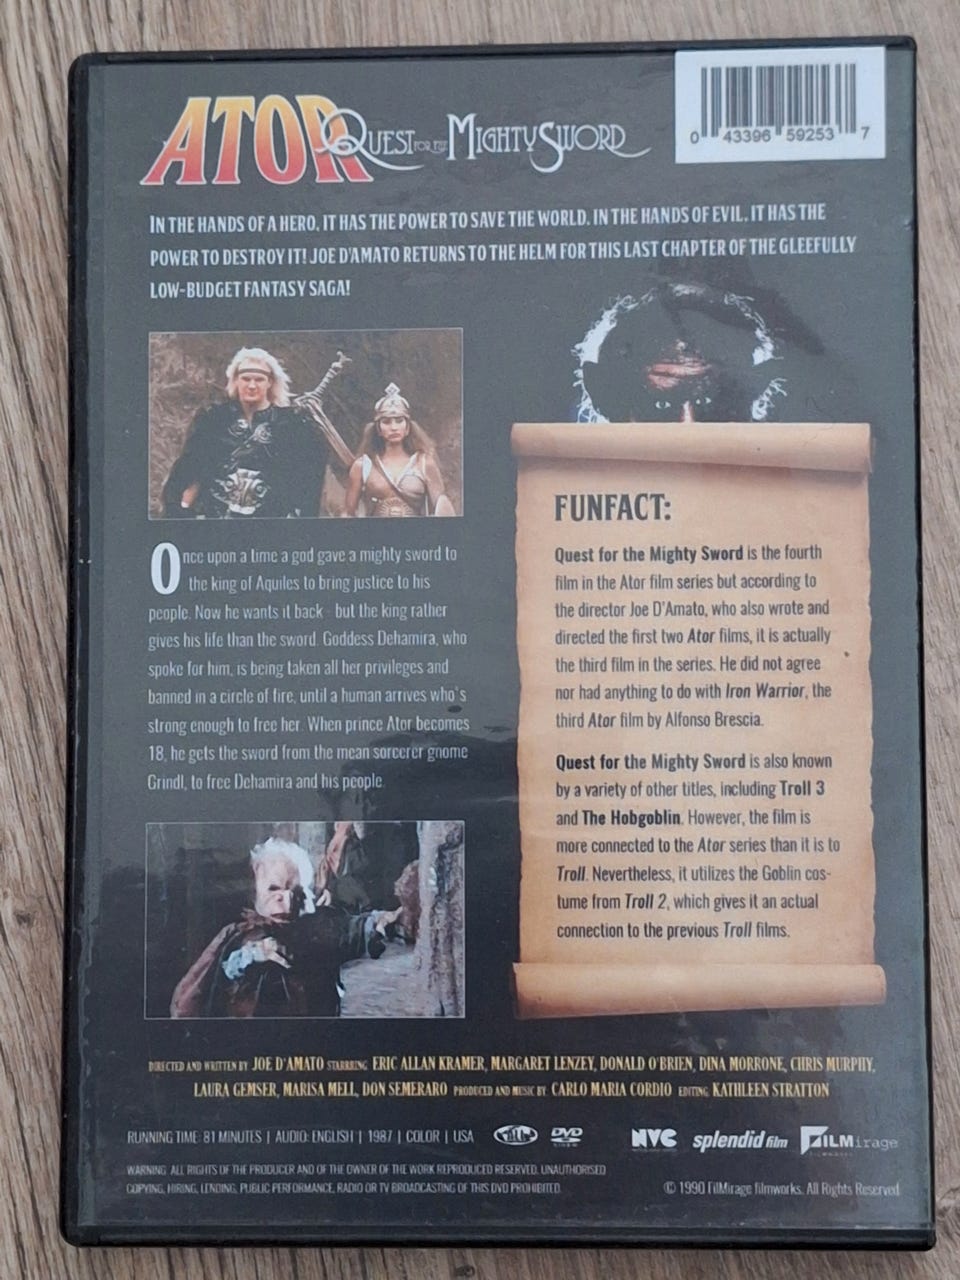 ATOR QUEST FOR THE MIGHTY SWORD
0 43396 59253 7
IN THE HANDS OF A HERO, IT HAS THE POWER TO SAVE THE WORLD. IN THE HANDS OF EVIL, IT HAS THE
POWER TO DESTROY IT! JOE D'AMATO RETURNS TO THE HELM FOR THIS LAST CHAPTER OF THE GLEEFULLY
LOW-BUDGET FANTASY SAGA!
Once upon a time a god gave a mighty sword to
the king of Aquiles to bring justice to his
people. Now he wants it back - but the king rather
gives his life than the sword. Goddess Dehamira, who
spoke for him, is being taken all her privileges and
banned in a circle of fire, until a human arrives who's
strong enough to free her. When prince Ator becomes
18, he gets the sword from the mean sorcerer gnome
Grindl, to free Dehamira and his people.
FUNFACT:
Quest for the Mighty Sword is the fourth
film in the Ator film series but according to
the director Joe D'Amato, who also wrote and
directed the first two Ator films, it is actually
the third film in the series. He did not agree
nor had anything to do with Iron Warrior, the
third Ator film by Alfonso Brescia.
Quest for the Mighty Sword is also known
by a variety of other titles, including Troll 3
and The Hobgoblin. However, the film is
more connected to the Ator series than it is to
Troll. Nevertheless, it utilizes the Goblin cos-
tume from Troll 2, which gives it an actual
connection to the previous Troll films.
DIRECTED AND WRITTEN BY JOE D'AMATO STARRING ERIC ALLAN KRAMER, MARGARET LENZEY, DONALD O'BRIEN, DINA MORRONE, CHRIS MURPHY,
LAURA GEMSER, MARISA MELL, DON SEMERARO PRODUCED AND MUSIC BY CARLO MARIA CORDIO EDITING KATHLEEN STRATTON
RUNNING TIME: 81 MINUTES | AUDIO: ENGLISH | 1987 | COLOR | USA
DVD VIDEO
NVC
splendid film
FILMirage
WARNING: ALL RIGHTS OF THE PRODUCER AND OF THE OWNER OF THE WORK REPRODUCED RESERVED. UNAUTHORISED
COPYING, HIRING, LENDING, PUBLIC PERFORMANCE, RADIO OR TV BROADCASTING OF THIS DVD PROHIBITED.
© 1990 FilMirage filmworks. All Rights Reserved